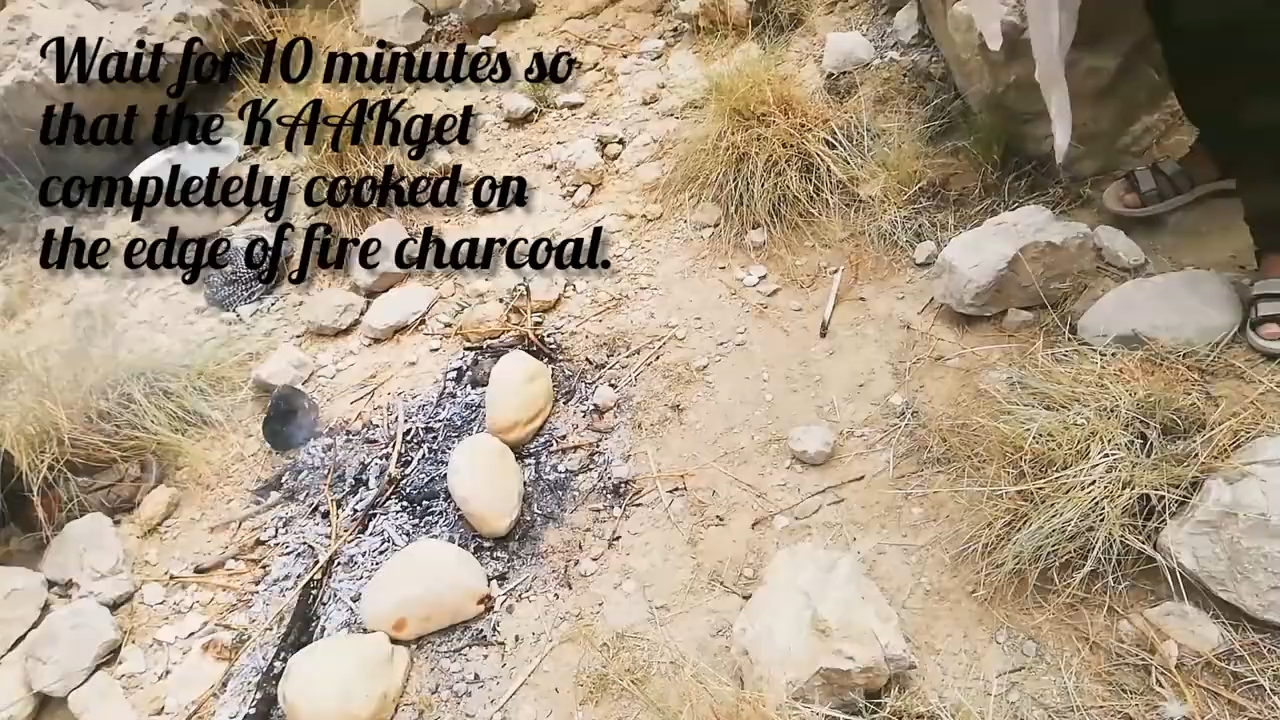 Wait for 10 minutes so
that the KAAKget
completely cooked on
the edge of fire charcoal.